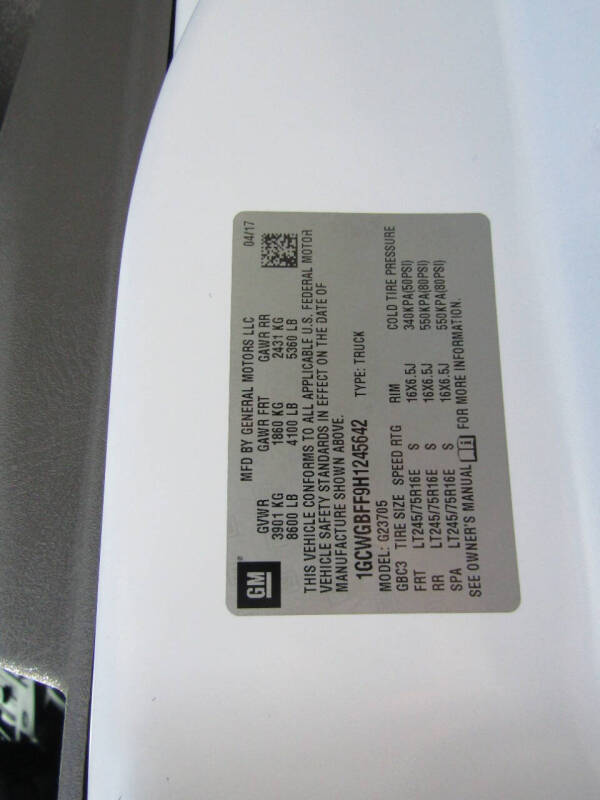 GM
®
MFD BY GENERAL MOTORS LLC 04/17
GVWR GAWR FRT GAWR RR
3901 KG 1860 KG 2431 KG
8600 LB 4100 LB 5360 LB
THIS VEHICLE CONFORMS TO ALL APPLICABLE U.S. FEDERAL MOTOR
VEHICLE SAFETY STANDARDS IN EFFECT ON THE DATE OF
MANUFACTURE SHOWN ABOVE.
1GCWGBFF9H1245642 TYPE: TRUCK
MODEL: G23705
GBC3 TIRE SIZE SPEED RTG RIM COLD TIRE PRESSURE
FRT LT245/75R16E S 16X6.5J 340KPA(50PSI)
RR LT245/75R16E S 16X6.5J 550KPA(80PSI)
SPA LT245/75R16E S 16X6.5J 550KPA(80PSI)
SEE OWNER'S MANUAL FOR MORE INFORMATION.